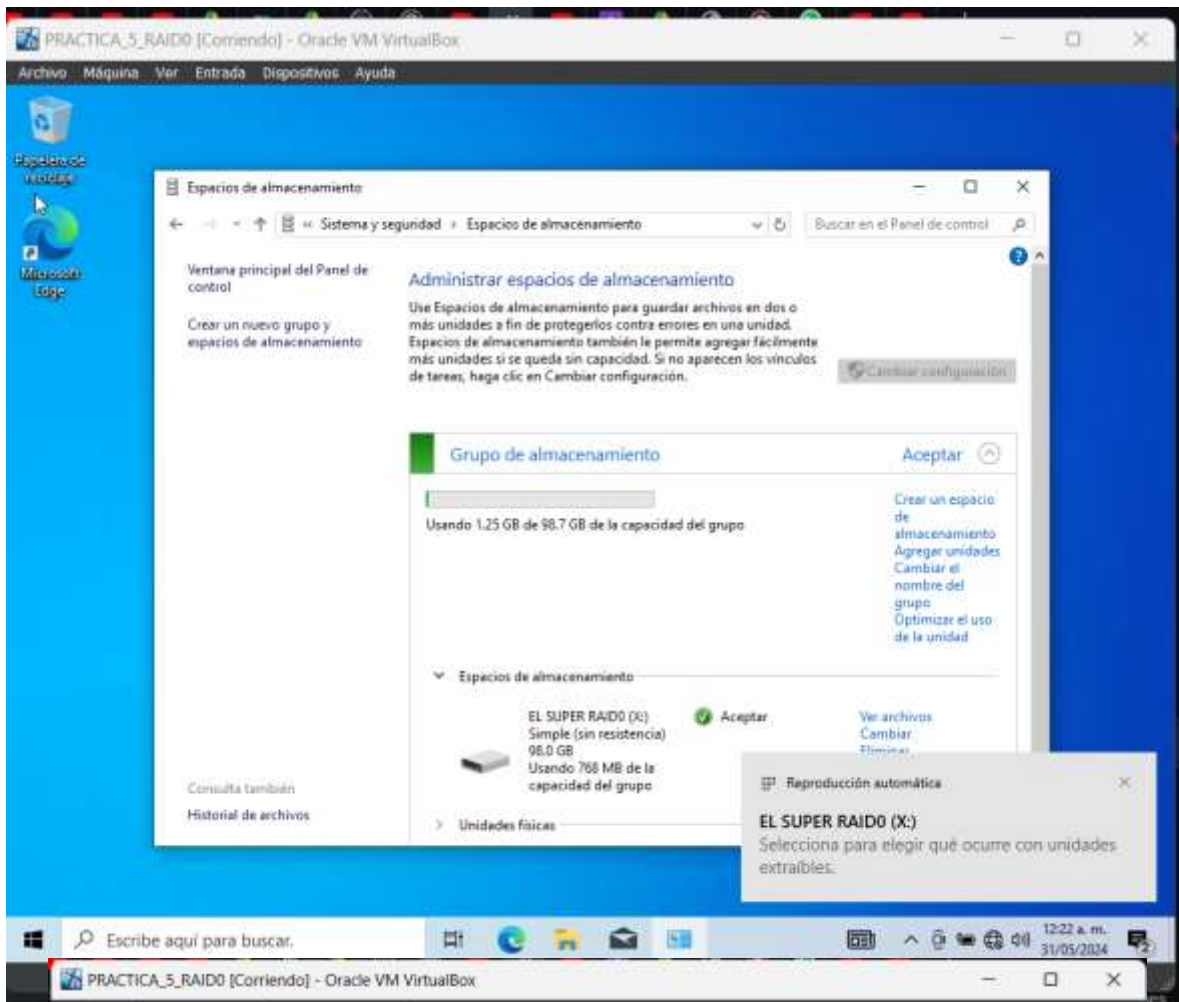 PRACTICA_5_RAID0 [Corriendo] - Oracle VM VirtualBox
Archivo Máquina Ver Entrada Dispositivos Ayuda
Papelera de
reciclaje
Microsoft
Edge
Espacios de almacenamiento
« Sistema y seguridad › Espacios de almacenamiento
Buscar en el Panel de control
Ventana principal del Panel de
control
Crear un nuevo grupo y
espacios de almacenamiento
Administrar espacios de almacenamiento
Use Espacios de almacenamiento para guardar archivos en dos o
más unidades a fin de protegerlos contra errores en una unidad.
Espacios de almacenamiento también le permite agregar fácilmente
más unidades si se queda sin capacidad. Si no aparecen los vínculos
de tareas, haga clic en Cambiar configuración.
Cambiar configuración
Grupo de almacenamiento
Aceptar
Usando 1.25 GB de 98.7 GB de la capacidad del grupo
Crear un espacio
de
almacenamiento
Agregar unidades
Cambiar el
nombre del
grupo
Optimizar el uso
de la unidad
Espacios de almacenamiento
EL SUPER RAID0 (X:)
Simple (sin resistencia)
98.0 GB
Usando 768 MB de la
capacidad del grupo
Aceptar
Ver archivos
Cambiar
Eliminar
Consulta también
Historial de archivos
Unidades físicas
Reproducción automática
EL SUPER RAID0 (X:)
Selecciona para elegir qué ocurre con unidades
extraíbles.
Escribe aquí para buscar.
12:22 a. m.
31/05/2024
PRACTICA_5_RAID0 [Corriendo] - Oracle VM VirtualBox